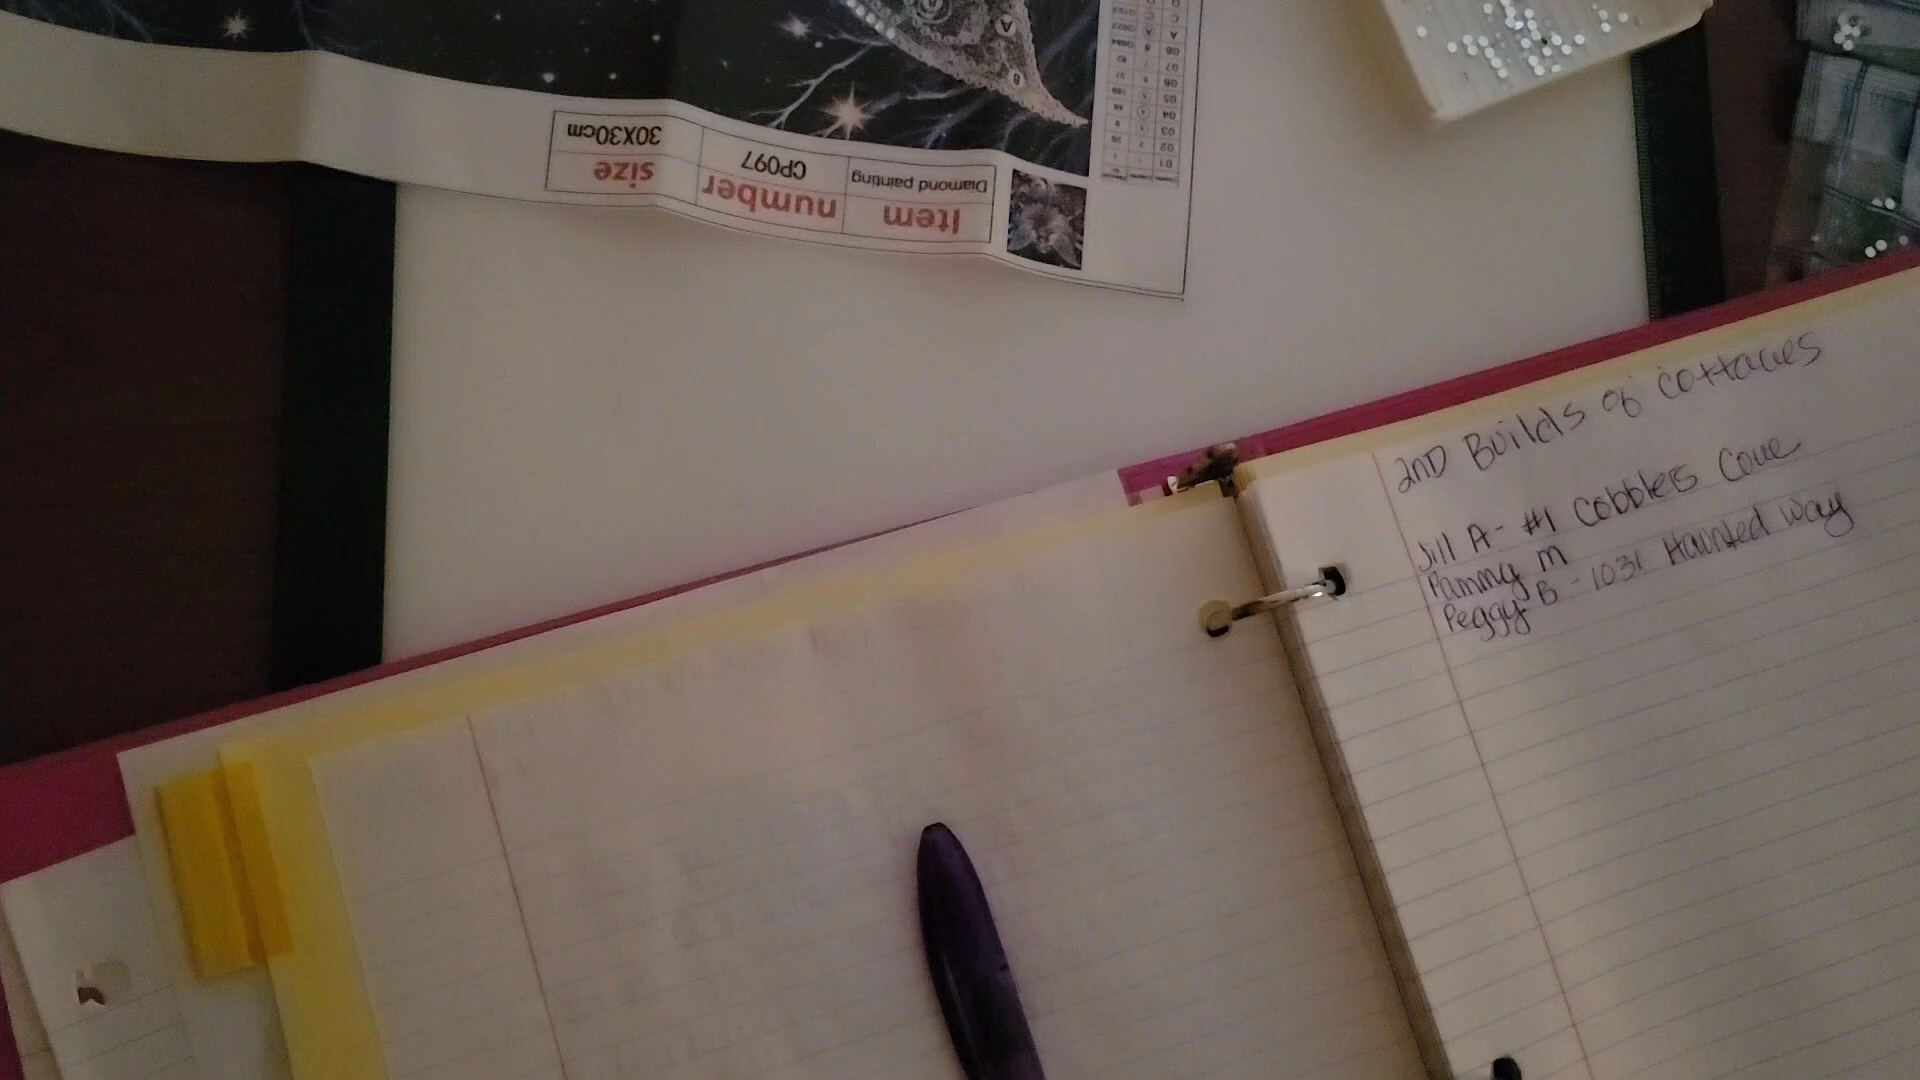 Item number size
Diamond painting CP097 30X30cm
2ND Builds of Cottages
Jill A- #1 Cobbles Cove
Pammy M
Peggy B - 1031 Haunted Way